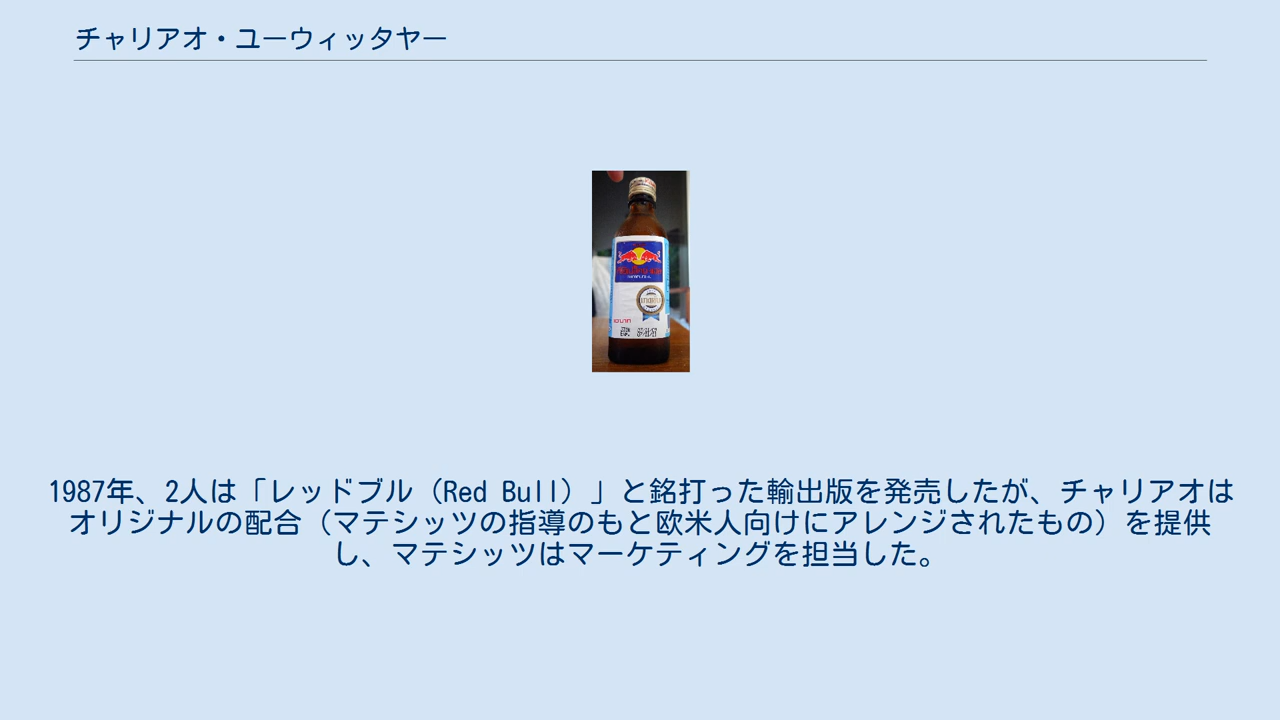 チャリアオ・ユーウィッタヤー
1987年、2人は「レッドブル（Red Bull）」と銘打った輸出版を発売したが、チャリアオは
オリジナルの配合（マテシッツの指導のもと欧米人向けにアレンジされたもの）を提供
し、マテシッツはマーケティングを担当した。